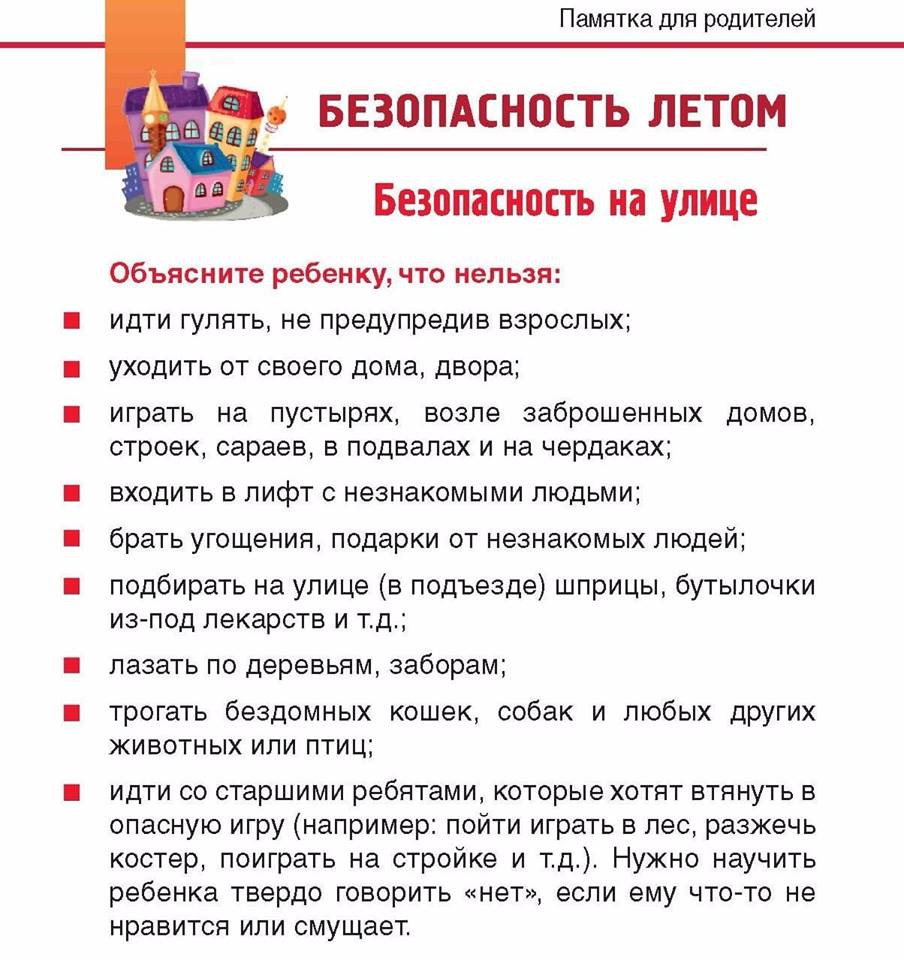 Памятка для родителей
БЕЗОПАСНОСТЬ ЛЕТОМ
Безопасность на улице
Объясните ребенку, что нельзя:
идти гулять, не предупредив взрослых;
уходить от своего дома, двора;
играть на пустырях, возле заброшенных домов,
строек, сараев, в подвалах и на чердаках;
входить в лифт с незнакомыми людьми;
брать угощения, подарки от незнакомых людей;
подбирать на улице (в подъезде) шприцы, бутылочки
из-под лекарств и т.д.;
лазать по деревьям, заборам;
трогать бездомных кошек, собак и любых других
животных или птиц;
идти со старшими ребятами, которые хотят втянуть в
опасную игру (например: пойти играть в лес, разжечь
костер, поиграть на стройке и т.д.). Нужно научить
ребенка твердо говорить «нет», если ему что-то не
нравится или смущает.